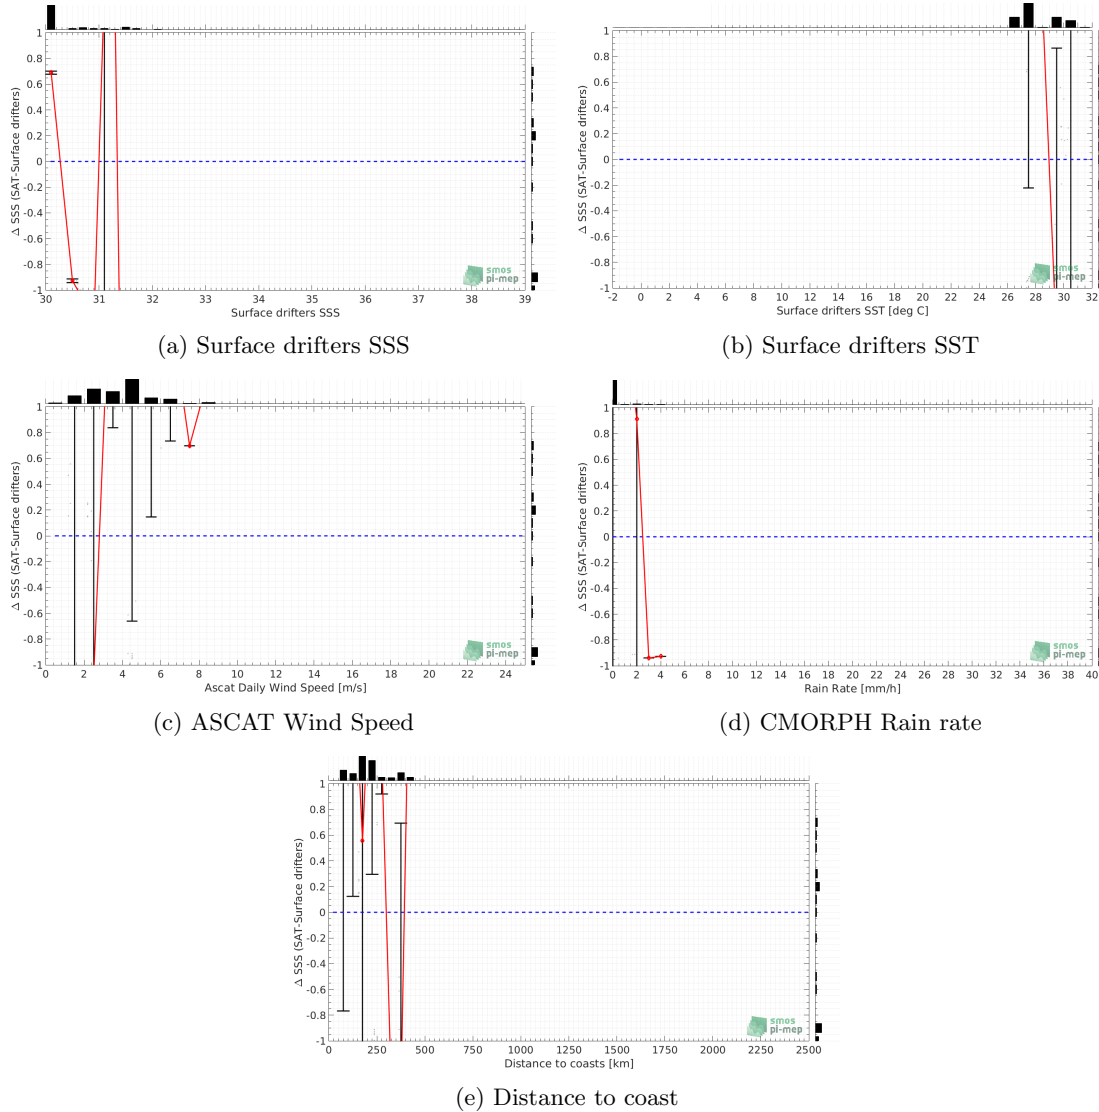 1
0.8
0.6
0.4
0.2
0
-0.2
-0.4
-0.6
-0.8
-1
Δ SSS (SAT-Surface drifters)
smos
pi-mep
30 31 32 33 34 35 36 37 38 39
Surface drifters SSS
(a) Surface drifters SSS
1
0.8
0.6
0.4
0.2
0
-0.2
-0.4
-0.6
-0.8
-1
Δ SSS (SAT-Surface drifters)
smos
pi-mep
-2 0 2 4 6 8 10 12 14 16 18 20 22 24 26 28 30 32
Surface drifters SST [deg C]
(b) Surface drifters SST
1
0.8
0.6
0.4
0.2
0
-0.2
-0.4
-0.6
-0.8
-1
Δ SSS (SAT-Surface drifters)
smos
pi-mep
0 2 4 6 8 10 12 14 16 18 20 22 24
Ascat Daily Wind Speed [m/s]
(c) ASCAT Wind Speed
1
0.8
0.6
0.4
0.2
0
-0.2
-0.4
-0.6
-0.8
-1
Δ SSS (SAT-Surface drifters)
smos
pi-mep
0 2 4 6 8 10 12 14 16 18 20 22 24 26 28 30 32 34 36 38 40
Rain Rate [mm/h]
(d) CMORPH Rain rate
1
0.8
0.6
0.4
0.2
0
-0.2
-0.4
-0.6
-0.8
-1
Δ SSS (SAT-Surface drifters)
smos
pi-mep
0 250 500 750 1000 1250 1500 1750 2000 2250 2500
Distance to coasts [km]
(e) Distance to coast